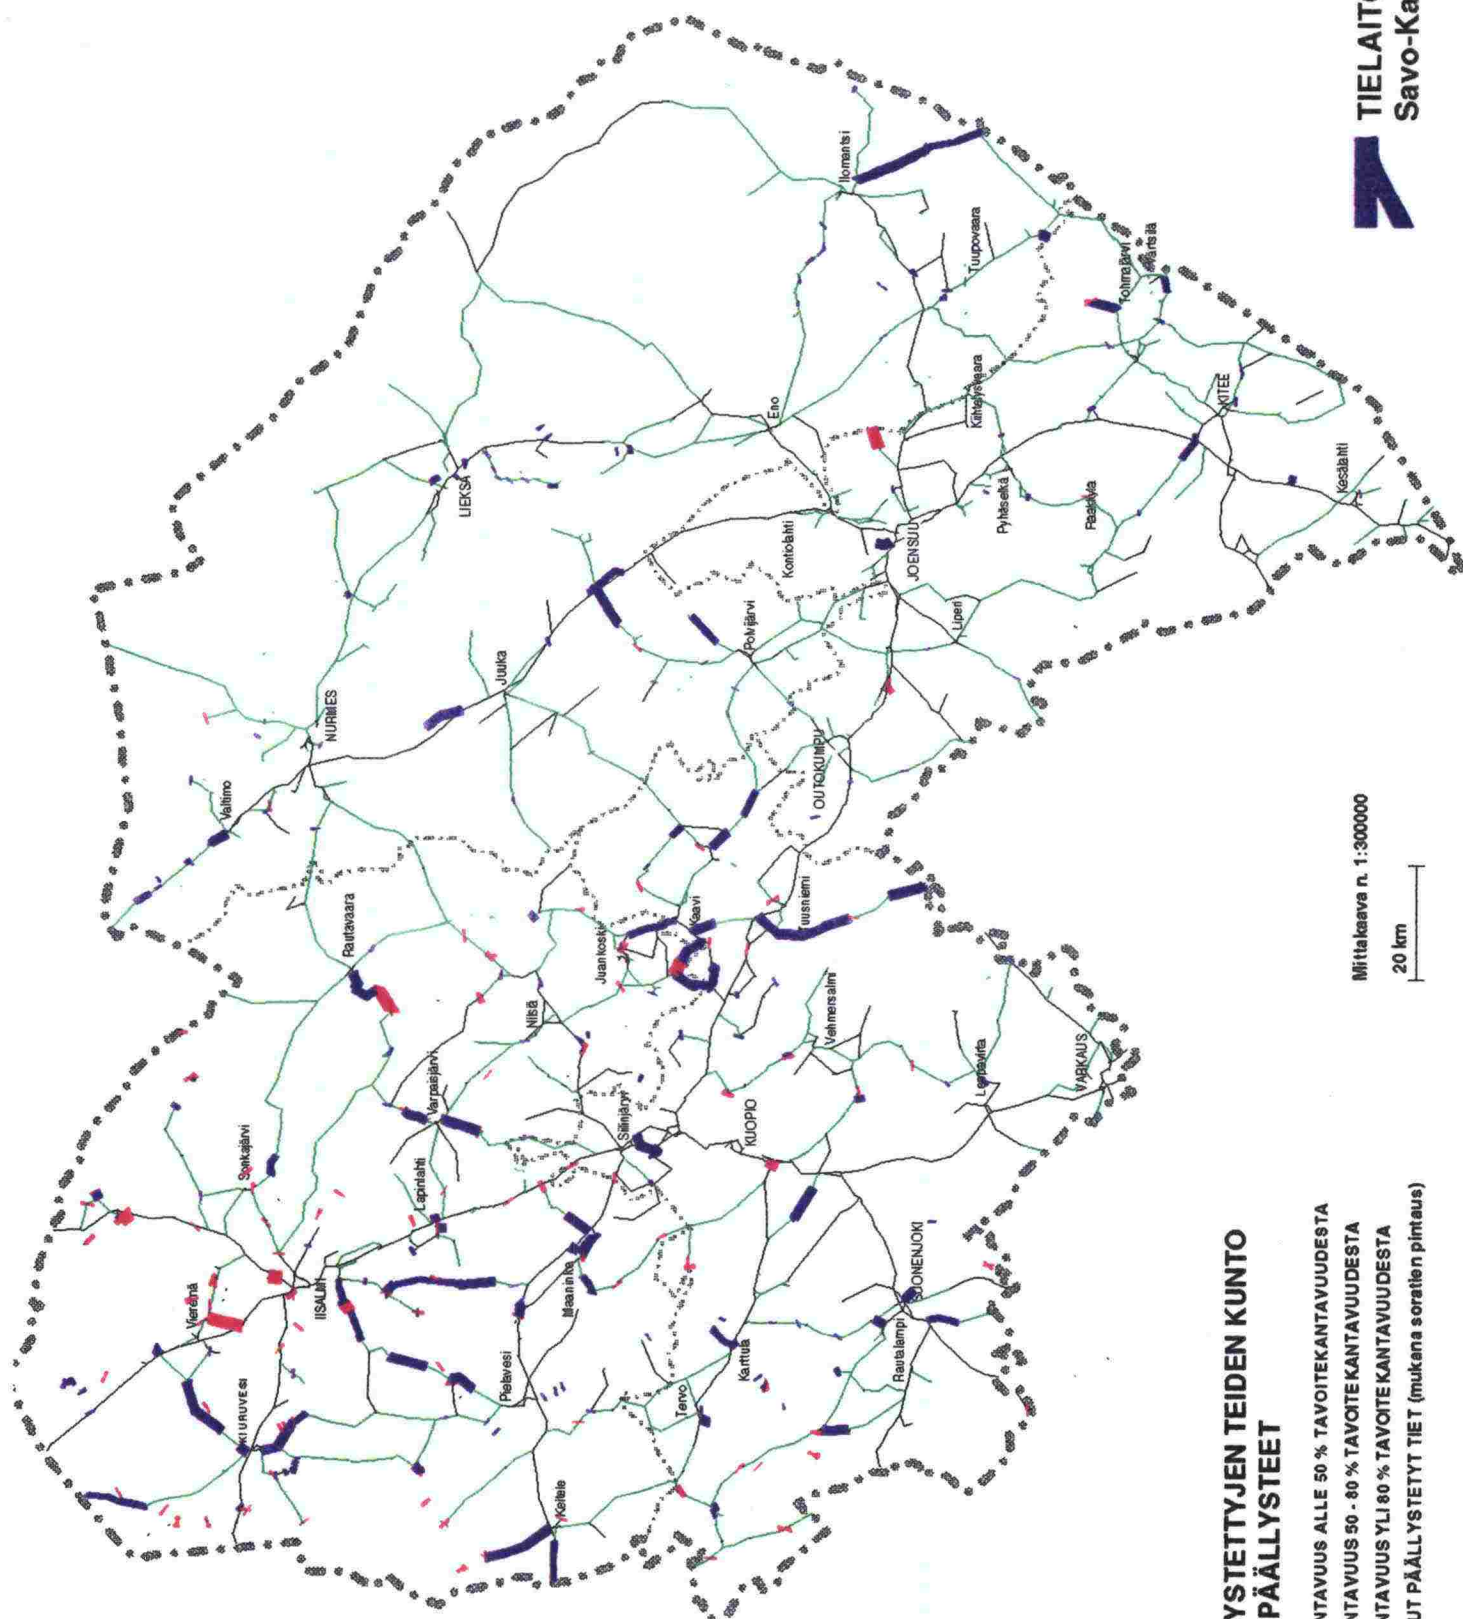 TIELAITO
Savo-Ka
Ilomantsi
Tuupovaara
Tohmajärvi
Värtsilä
KITEE
Kiihtelysvaara
Eno
LIEKSA
Kesälahti
Pyhäselkä
Rääkkylä
Kontiolahti
JOENSUU
Liperi
Polvijärvi
Juuka
NURMES
OUTOKUMPU
Valtimo
Rautavaara
Juankoski
Kaavi
Tuusniemi
Nilsiä
Vehmersalmi
Varpaisjärvi
Leppävirta
VARKAUS
Siilinjärvi
KUOPIO
Sonkajärvi
Lapinlahti
SUONENJOKI
Vieremä
IISALMI
Maaninka
Karttula
Rautalampi
Pielavesi
Tervo
KIURUVESI
Keitele
Mittakaava n. 1:300000
20 km
YSTETTYJEN TEIDEN KUNTO
PÄÄLLYSTEET
NTAVUUS ALLE 50 % TAVOITEKANTAVUUDESTA
NTAVUUS 50 - 80 % TAVOITEKANTAVUUDESTA
NTAVUUS YLI 80 % TAVOITEKANTAVUUDESTA
UT PÄÄLLYSTETYT TIET (mukana sorateiden pintaus)